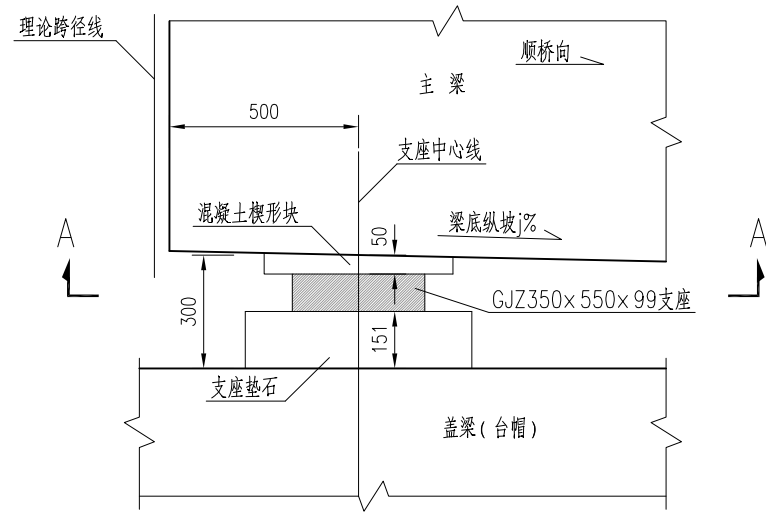 理论跨径线
顺桥向
主 梁
500
支座中心线
混凝土楔形块
50
梁底纵坡j%
A
A
300
GJZ350×550×99支座
151
支座垫石
盖梁(台帽)